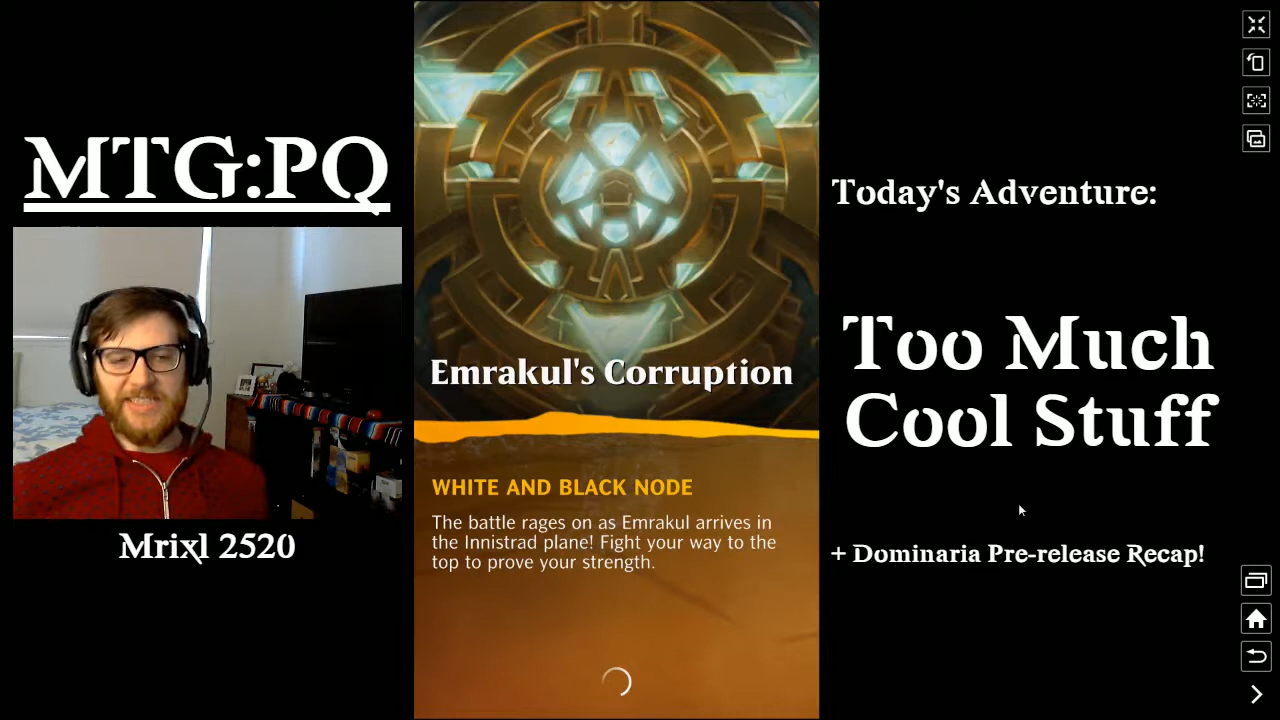 MTG:PQ
Mrixl 2520
Emrakul's Corruption
WHITE AND BLACK NODE
The battle rages on as Emrakul arrives in
the Innistrad plane! Fight your way to the
top to prove your strength.
Today's Adventure:
Too Much
Cool Stuff
+ Dominaria Pre-release Recap!